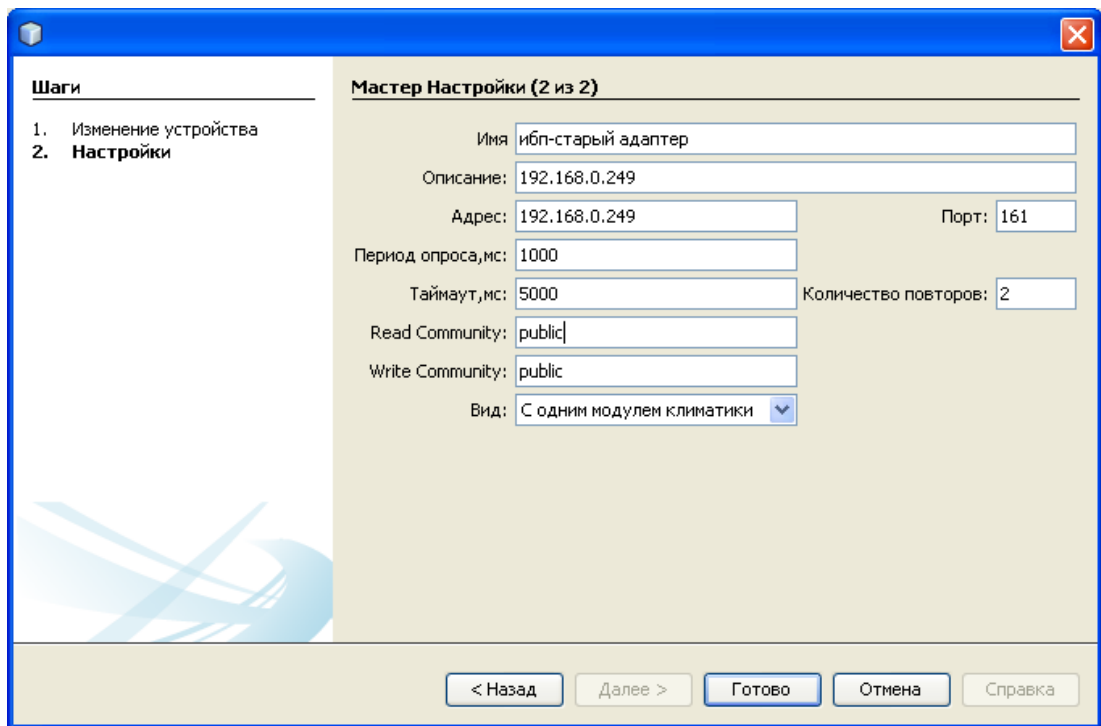 Шаги
1. Изменение устройства
2. Настройки
Мастер Настройки (2 из 2)
Имя ибп-старый адаптер
Описание: 192.168.0.249
Адрес: 192.168.0.249 Порт: 161
Период опроса,мс: 1000
Таймаут,мс: 5000 Количество повторов: 2
Read Community: public
Write Community: public
Вид: С одним модулем климатики
< Назад Далее > Готово Отмена Справка